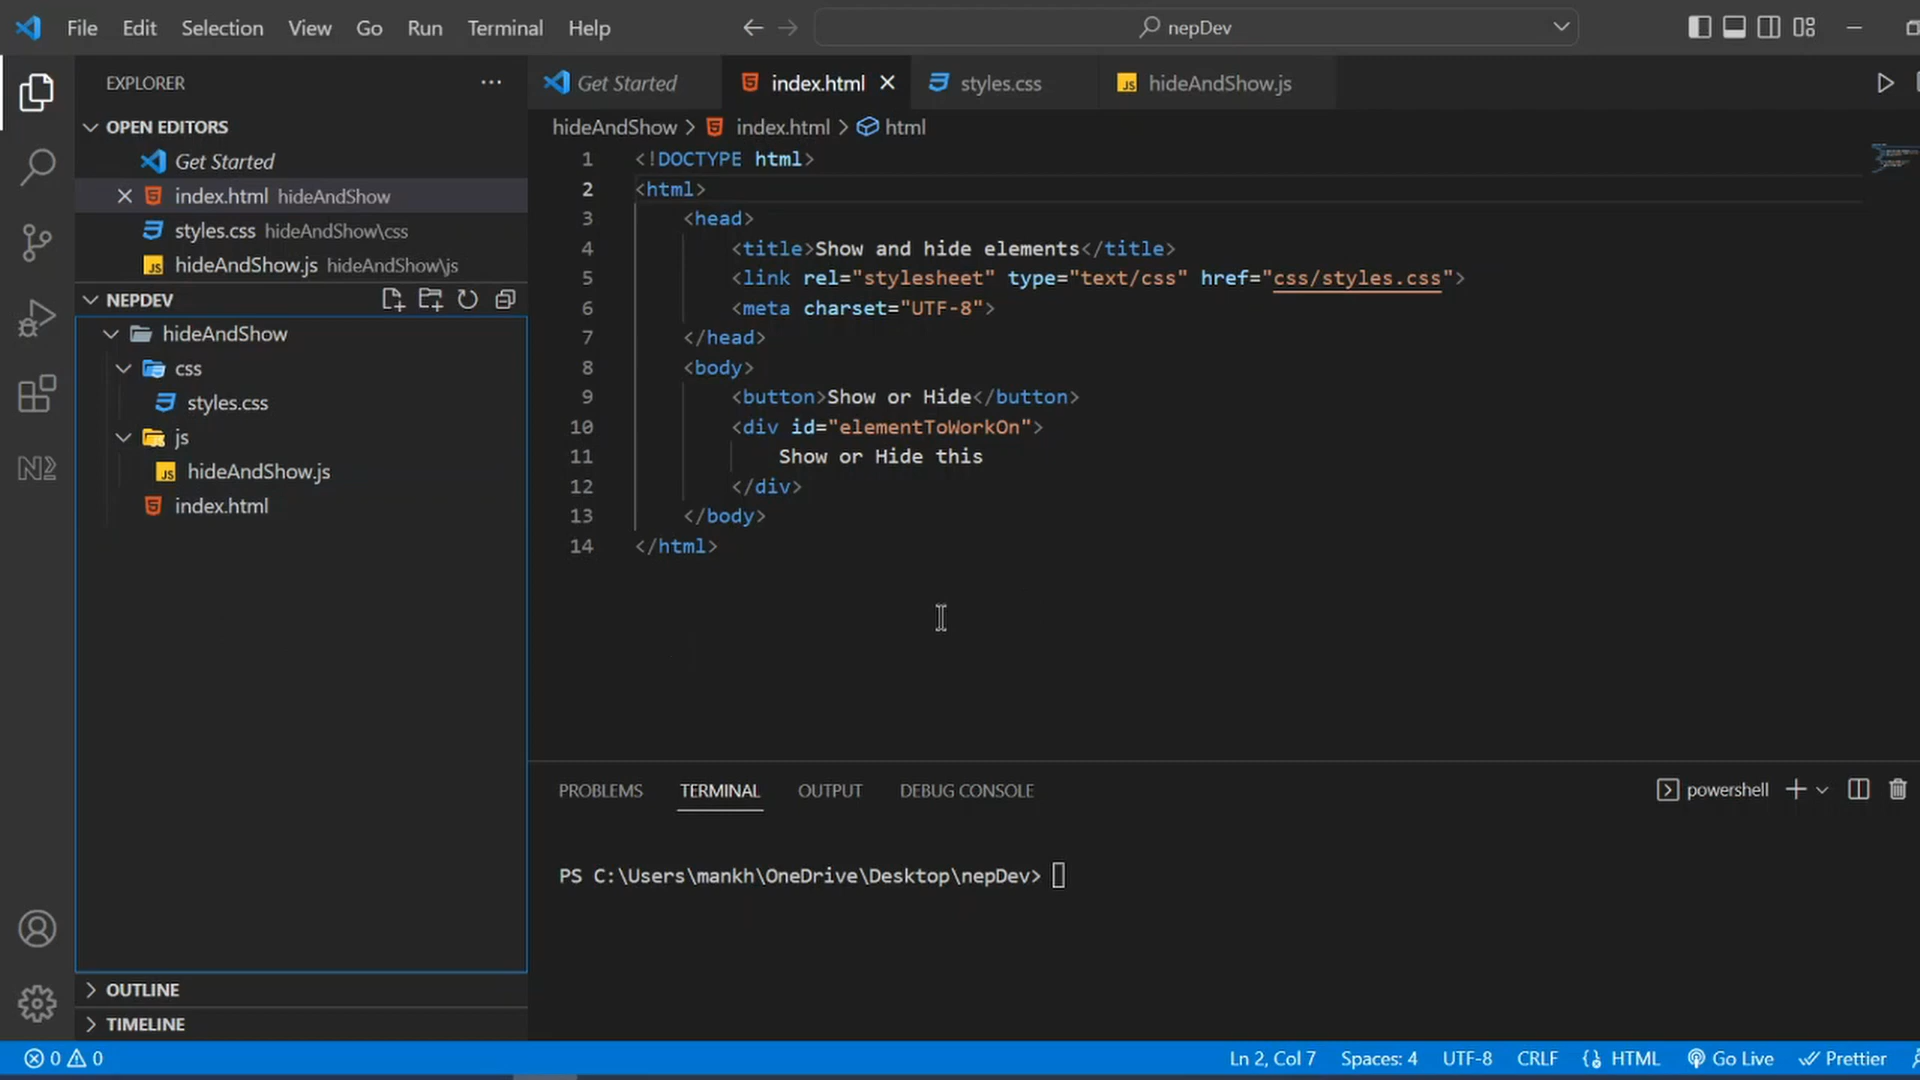 File Edit Selection View Go Run Terminal Help nepDev
EXPLORER
OPEN EDITORS
Get Started
index.html hideAndShow
styles.css hideAndShow\css
hideAndShow.js hideAndShow\js
NEPDEV
hideAndShow
css
styles.css
js
hideAndShow.js
index.html
OUTLINE
TIMELINE
Get Started index.html styles.css hideAndShow.js
hideAndShow > index.html > html
1 <!DOCTYPE html>
2 <html>
3 <head>
4 <title>Show and hide elements</title>
5 <link rel="stylesheet" type="text/css" href="css/styles.css">
6 <meta charset="UTF-8">
7 </head>
8 <body>
9 <button>Show or Hide</button>
10 <div id="elementToWorkOn">
11 Show or Hide this
12 </div>
13 </body>
14 </html>
PROBLEMS TERMINAL OUTPUT DEBUG CONSOLE powershell
PS C:\Users\mankh\OneDrive\Desktop\nepDev>
0 0 Ln 2, Col 7 Spaces: 4 UTF-8 CRLF HTML Go Live Prettier